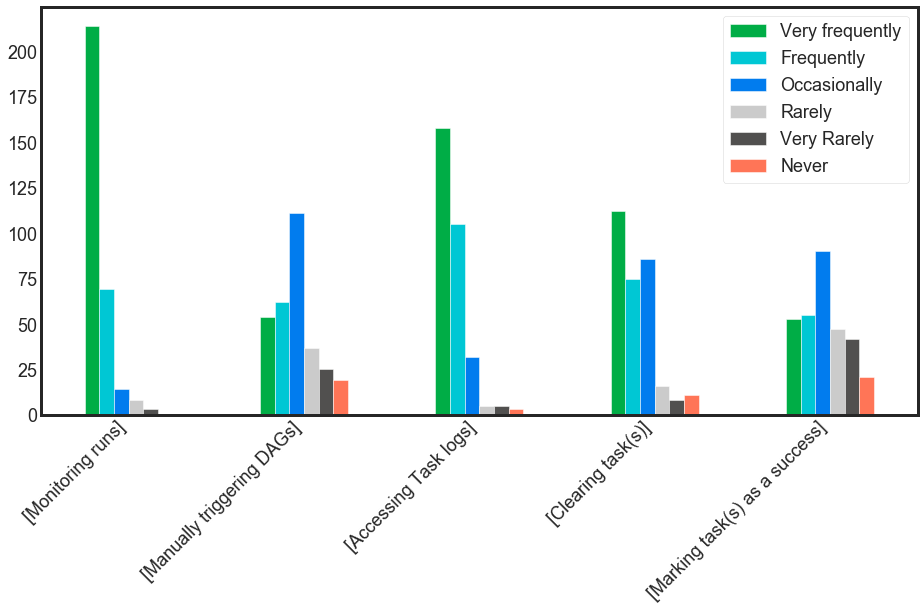 200
175
150
125
100
75
50
25
0
Very frequently
Frequently
Occasionally
Rarely
Very Rarely
Never
[Monitoring runs]
[Manually triggering DAGs]
[Accessing Task logs]
[Clearing task(s)]
[Marking task(s) as a success]